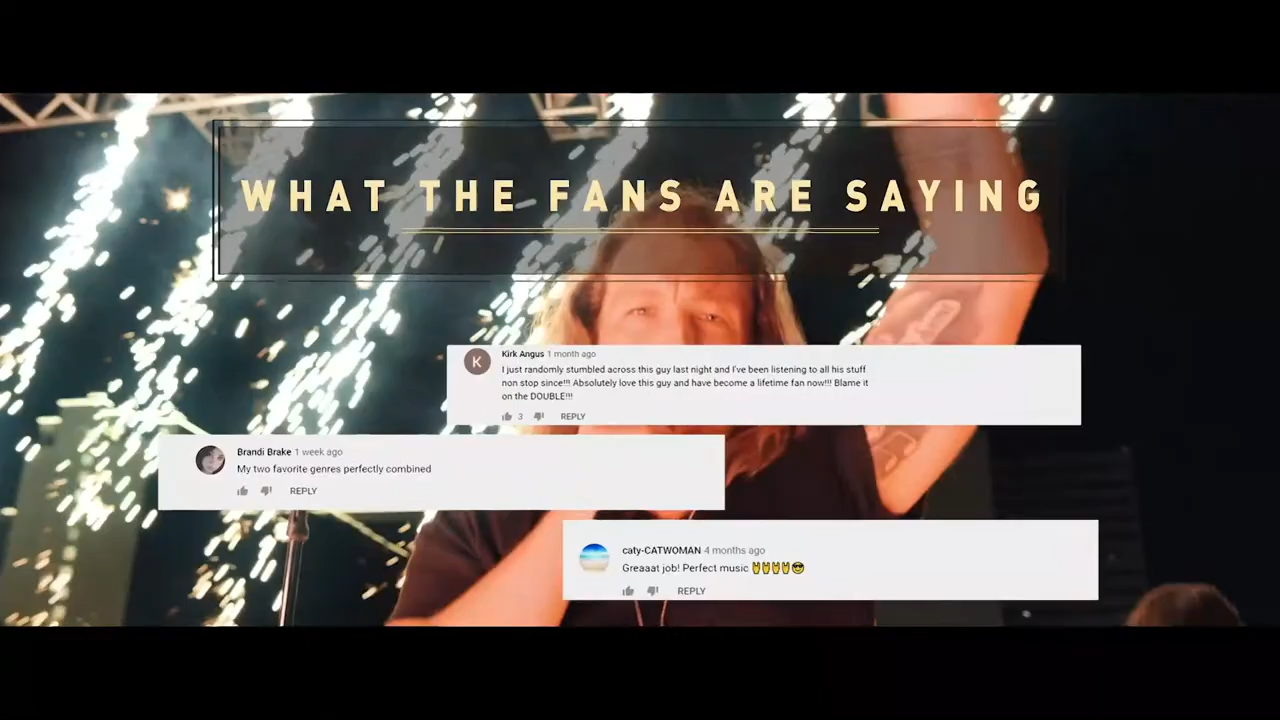 WHAT THE FANS ARE SAYING
K
Kirk Angus 1 month ago
I just randomly stumbled across this guy last night and I've been listening to all his stuff
non stop since!!! Absolutely love this guy and have become a lifetime fan now!!! Blame it
on the DOUBLE!!!
3 REPLY
Brandi Brake 1 week ago
My two favorite genres perfectly combined
REPLY
caty-CATWOMAN 4 months ago
Greaaat job! Perfect music 🤘🤘🤘🤘😎
REPLY